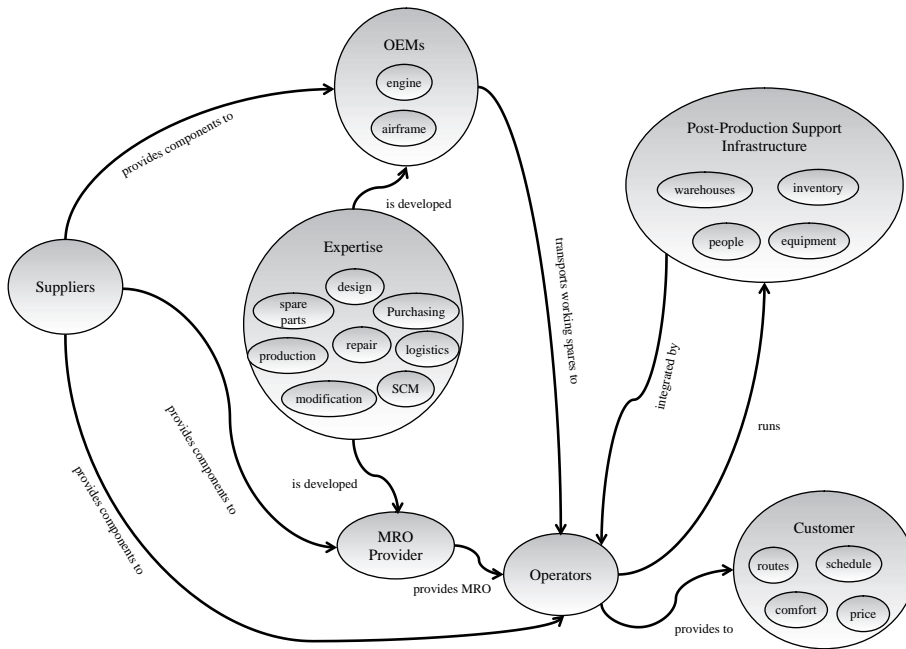 OEMs
engine
airframe
provides components to
is developed
Suppliers
Expertise
design
spare
parts
Purchasing
production
repair
logistics
modification
SCM
transports working spares to
Post-Production Support
Infrastructure
warehouses
inventory
people
equipment
integrated by
runs
provides components to
provides components to
is developed
MRO
Provider
provides MRO
Operators
provides to
Customer
routes
schedule
comfort
price